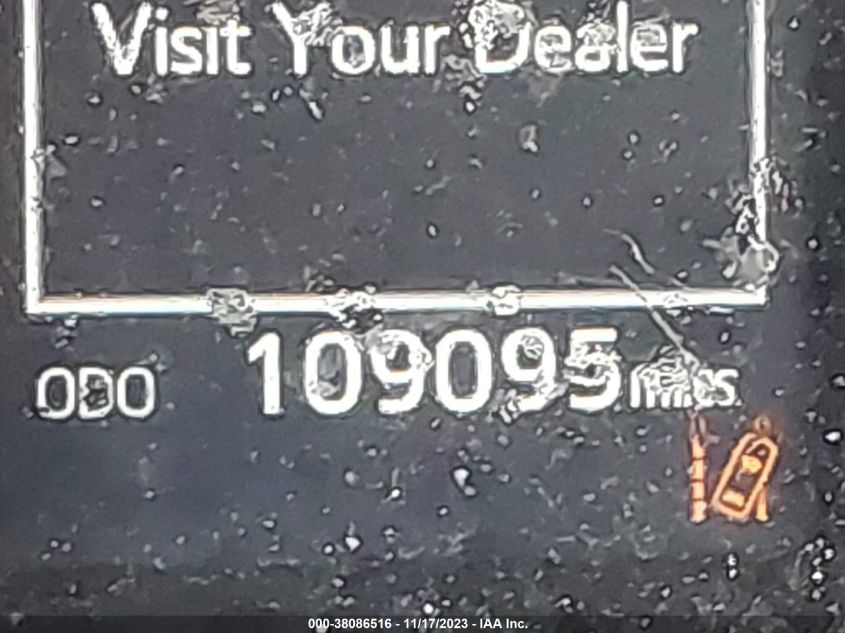 Visit Your Dealer
ODO 109095 miles
000-38086516 - 11/17/2023 - IAA Inc.